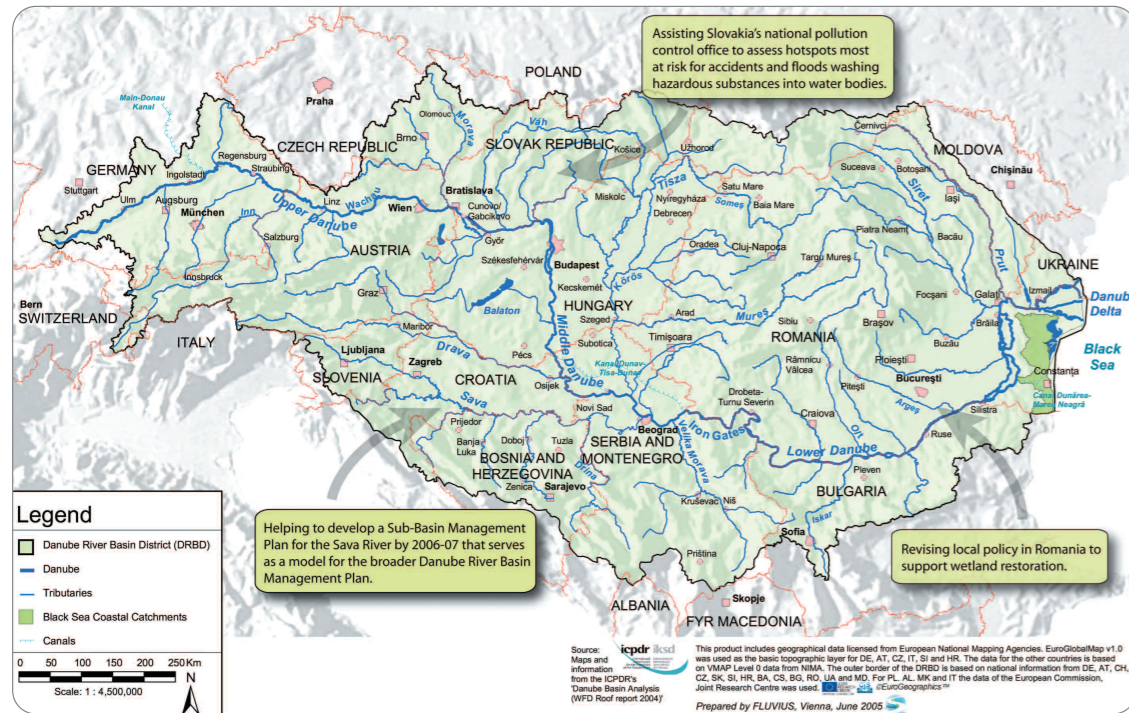 Assisting Slovakia's national pollution
control office to assess hotspots most
at risk for accidents and floods washing
hazardous substances into water bodies.
POLAND
Praha
Main-Donau
Kanal
Olomouc
Morava
Brno
CZECH REPUBLIC
Váh
SLOVAK REPUBLIC
Košice
Užhorod
Černivci
MOLDOVA
Chişinău
GERMANY
Stuttgart
Regensburg
Straubing
Ingolstadt
Ulm
Augsburg
München
Inn
Upper Danube
Linz
Wachau
Wien
Bratislava
Cunovo/
Gabcikovo
Miskolc
Tisza
Nyíregyháza
Debrecen
Satu Mare
Someş
Baia Mare
Suceava
Botoşani
Siret
Iaşi
Salzburg
AUSTRIA
Győr
Székesfehérvár
Budapest
Kecskemét
Oradea
Cluj-Napoca
Piatra Neamţ
Bacău
Targu Mureş
Prut
UKRAINE
Innsbruck
Bern
SWITZERLAND
ITALY
Graz
Balaton
HUNGARY
Körös
Szeged
Arad
Mureş
Sibiu
Focşani
Galaţi
Izmail
Danube
Delta
Maribor
Drava
Ljubljana
Zagreb
SLOVENIA
CROATIA
Pécs
Osijek
Middle Danube
Subotica
Kanal Dunav-
Tisa-Dunav
Timişoara
ROMANIA
Braşov
Brăila
Buzău
Râmnicu
Vâlcea
Ploieşti
Piteşti
Bucureşti
Black
Sea
Constanţa
Canal Dunărea-
Marea Neagră
Sava
Novi Sad
Beograd
Drobeta-
Turnu Severin
Iron Gates
Craiova
Olt
Argeş
Silistra
Prijedor
Banja
Luka
Doboj
Tuzla
BOSNIA AND
HERZEGOVINA
Zenica
Sarajevo
Drina
SERBIA AND
MONTENEGRO
Velika Morava
Lower Danube
Ruse
Pleven
BULGARIA
Kruševac
Niš
Iskar
Sofia
Priština
ALBANIA
Skopje
FYR MACEDONIA
Helping to develop a Sub-Basin Management
Plan for the Sava River by 2006-07 that serves
as a model for the broader Danube River Basin
Management Plan.
Revising local policy in Romania to
support wetland restoration.
Legend
Danube River Basin District (DRBD)
Danube
Tributaries
Black Sea Coastal Catchments
Canals
0 50 100 150 200 250 Km
Scale: 1 : 4,500,000
N
Source:
Maps and
information
from the ICPDR's
'Danube Basin Analysis
(WFD Roof report 2004)'
icpdr iksd
This product includes geographical data licensed from European National Mapping Agencies. EuroGlobalMap v1.0
was used as the basic topographic layer for DE, AT, CZ, IT, SI and HR. The data for the other countries is based
on VMAP Level 0 data from NIMA. The outer border of the DRBD is based on national information from DE, AT, CH,
CZ, SK, SI, HR, BA, CS, BG, RO, UA and MD. For PL. AL. MK and IT the data of the European Commission,
Joint Research Centre was used.
©EuroGeographics™
Prepared by FLUVIUS, Vienna, June 2005